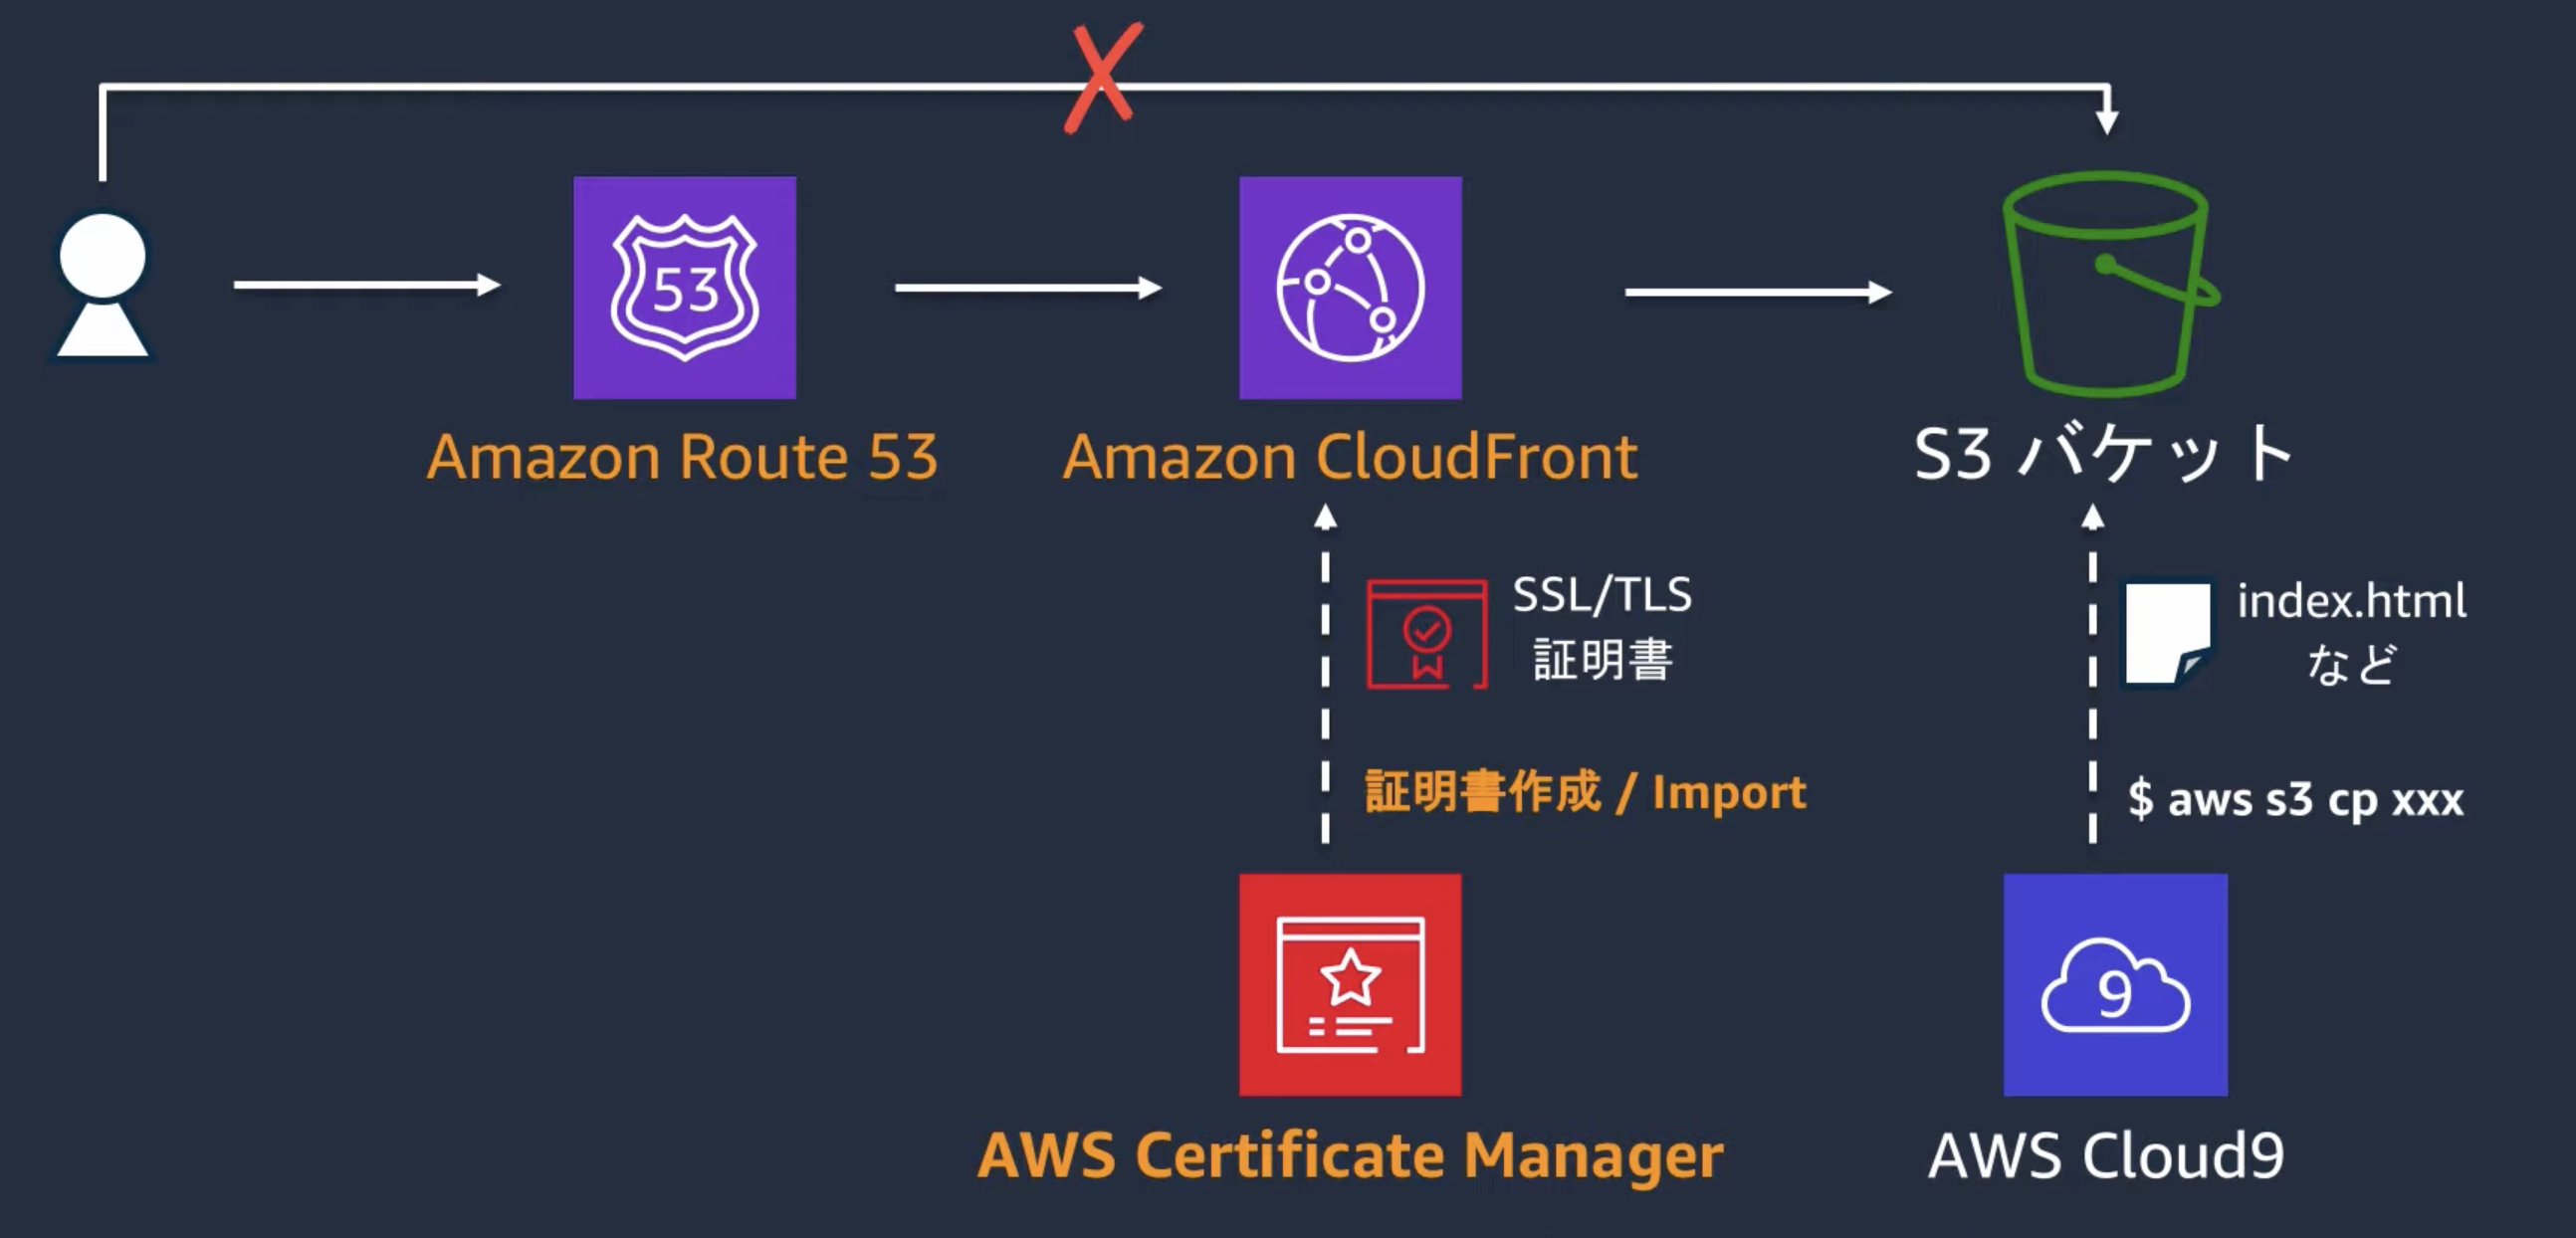 53
Amazon Route 53
Amazon CloudFront
S3 バケット
SSL/TLS
証明書
index.html
など
証明書作成 / Import
$ aws s3 cp xxx
9
AWS Certificate Manager
AWS Cloud9